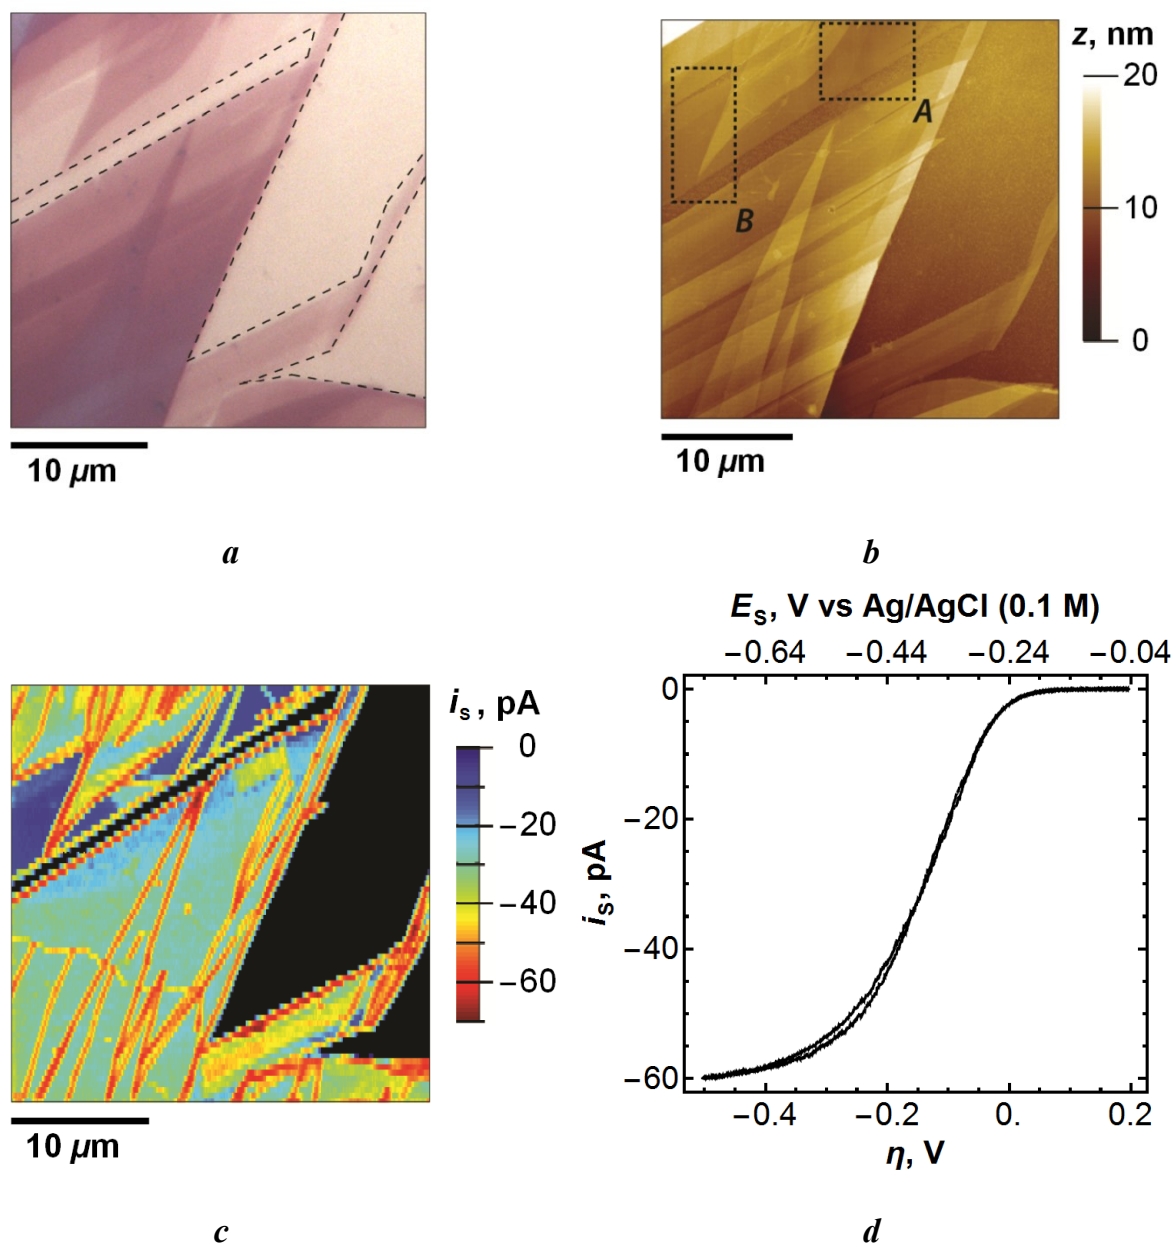 z, nm
20
10
0
A
B
10 µm
10 µm
a
b
E_S, V vs Ag/AgCl (0.1 M)
−0.64 −0.44 −0.24 −0.04
i_s, pA
0
−20
−40
−60
10 µm
i_S, pA
0
−20
−40
−60
−0.4 −0.2 0. 0.2
η, V
c
d